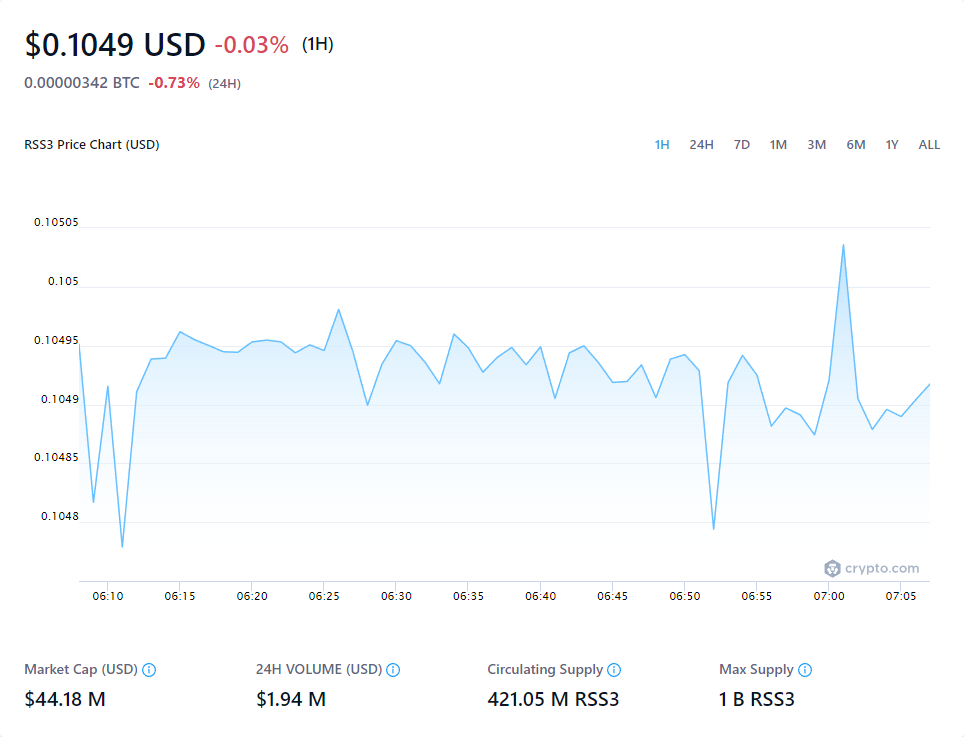 $0.1049 USD -0.03% (1H)
0.00000342 BTC -0.73% (24H)
RSS3 Price Chart (USD) 1H 24H 7D 1M 3M 6M 1Y ALL
0.10505
0.105
0.10495
0.1049
0.10485
0.1048
crypto.com
06:10 06:15 06:20 06:25 06:30 06:35 06:40 06:45 06:50 06:55 07:00 07:05
Market Cap (USD) 24H VOLUME (USD) Circulating Supply Max Supply
$44.18 M $1.94 M 421.05 M RSS3 1 B RSS3